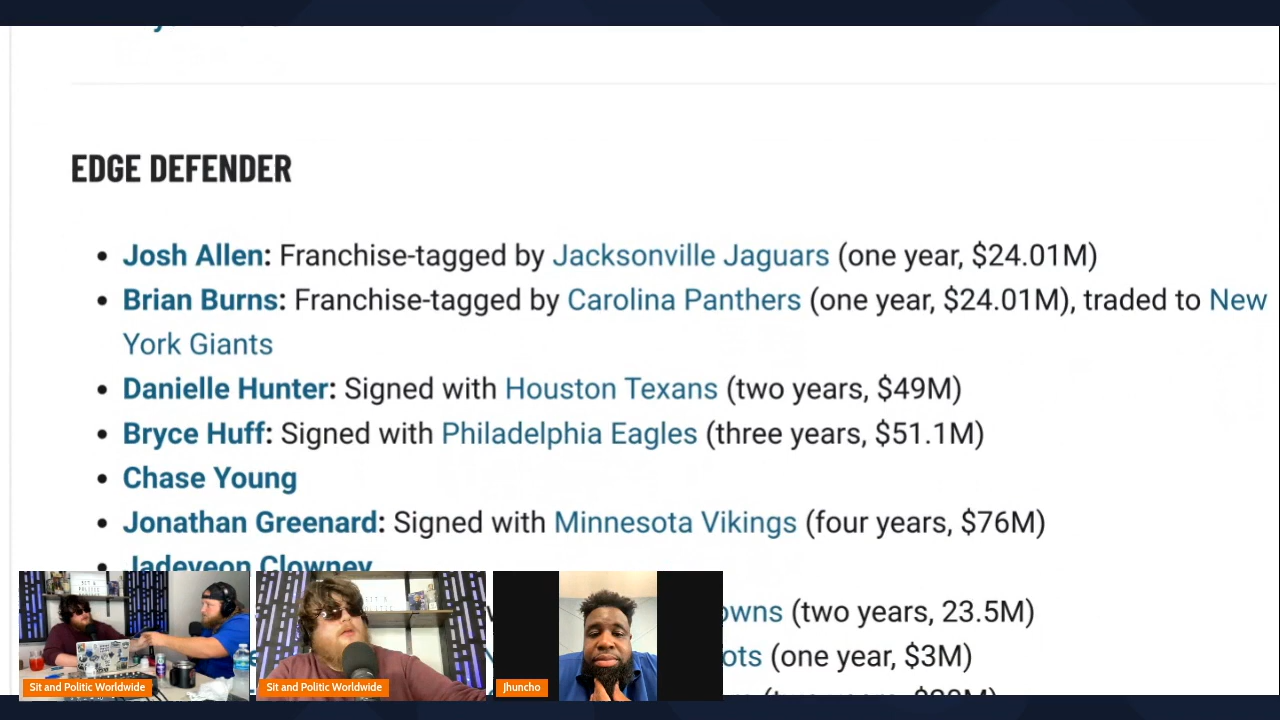 EDGE DEFENDER
Josh Allen: Franchise-tagged by Jacksonville Jaguars (one year, $24.01M)
Brian Burns: Franchise-tagged by Carolina Panthers (one year, $24.01M), traded to New
York Giants
Danielle Hunter: Signed with Houston Texans (two years, $49M)
Bryce Huff: Signed with Philadelphia Eagles (three years, $51.1M)
Chase Young
Jonathan Greenard: Signed with Minnesota Vikings (four years, $76M)
Jadeveon Clowney
owns (two years, 23.5M)
ots (one year, $3M)
Sit and Politic Worldwide
Sit and Politic Worldwide
Jhuncho